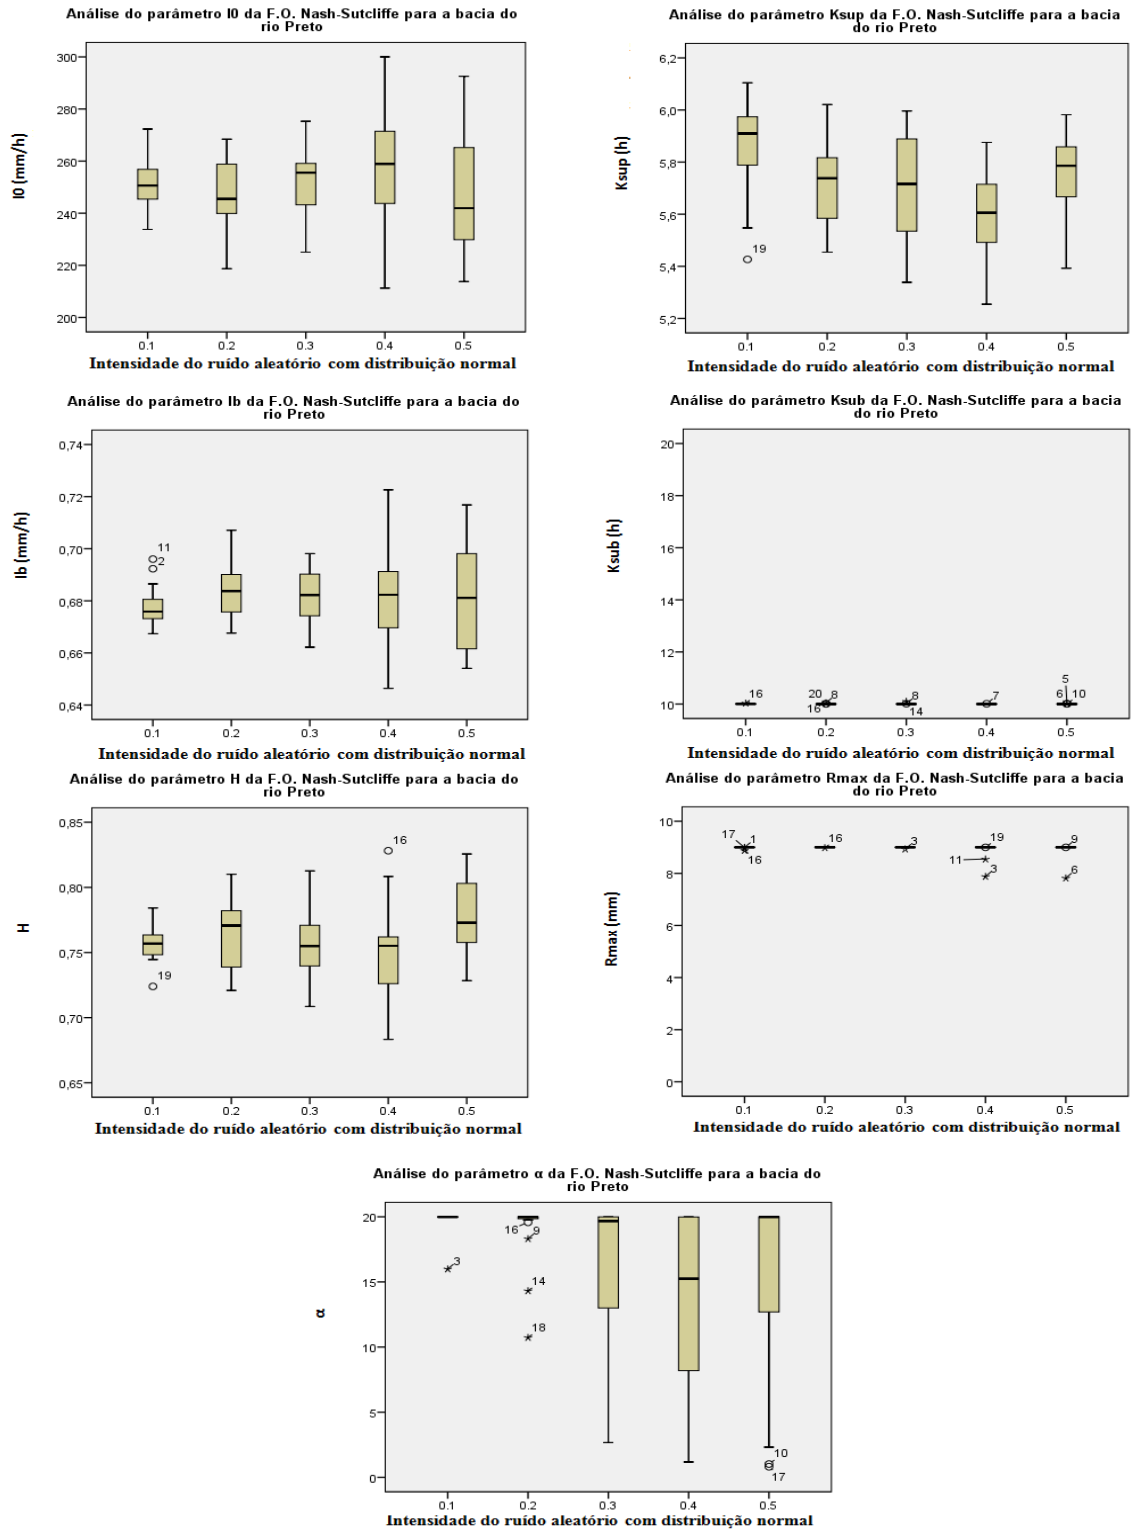 Análise do parâmetro I0 da F.O. Nash-Sutcliffe para a bacia do
rio Preto
I0 (mm/h)
300
280
260
240
220
200
0.1 0.2 0.3 0.4 0.5
Intensidade do ruído aleatório com distribuição normal
Análise do parâmetro Ksup da F.O. Nash-Sutcliffe para a bacia
do rio Preto
Ksup (h)
6,2
6,0
5,8
5,6
5,4
5,2
19
0.1 0.2 0.3 0.4 0.5
Intensidade do ruído aleatório com distribuição normal
Análise do parâmetro Ib da F.O. Nash-Sutcliffe para a bacia do
rio Preto
Ib (mm/h)
0,74
0,72
0,70
0,68
0,66
0,64
11
2
0.1 0.2 0.3 0.4 0.5
Intensidade do ruído aleatório com distribuição normal
Análise do parâmetro Ksub da F.O. Nash-Sutcliffe para a bacia
do rio Preto
Ksub (h)
20
18
16
14
12
10
16
20 8
16
8
14
7
5
6 10
0.1 0.2 0.3 0.4 0.5
Intensidade do ruído aleatório com distribuição normal
Análise do parâmetro H da F.O. Nash-Sutcliffe para a bacia do
rio Preto
H
0,85
0,80
0,75
0,70
0,65
19
16
0.1 0.2 0.3 0.4 0.5
Intensidade do ruído aleatório com distribuição normal
Análise do parâmetro Rmax da F.O. Nash-Sutcliffe para a bacia
do rio Preto
Rmax (mm)
10
8
6
4
2
0
17 1
16
16
3
19
11
3
9
6
0.1 0.2 0.3 0.4 0.5
Intensidade do ruído aleatório com distribuição normal
Análise do parâmetro α da F.O. Nash-Sutcliffe para a bacia do
rio Preto
α
20
15
10
5
0
3
16 9
14
18
10
17
0.1 0.2 0.3 0.4 0.5
Intensidade do ruído aleatório com distribuição normal